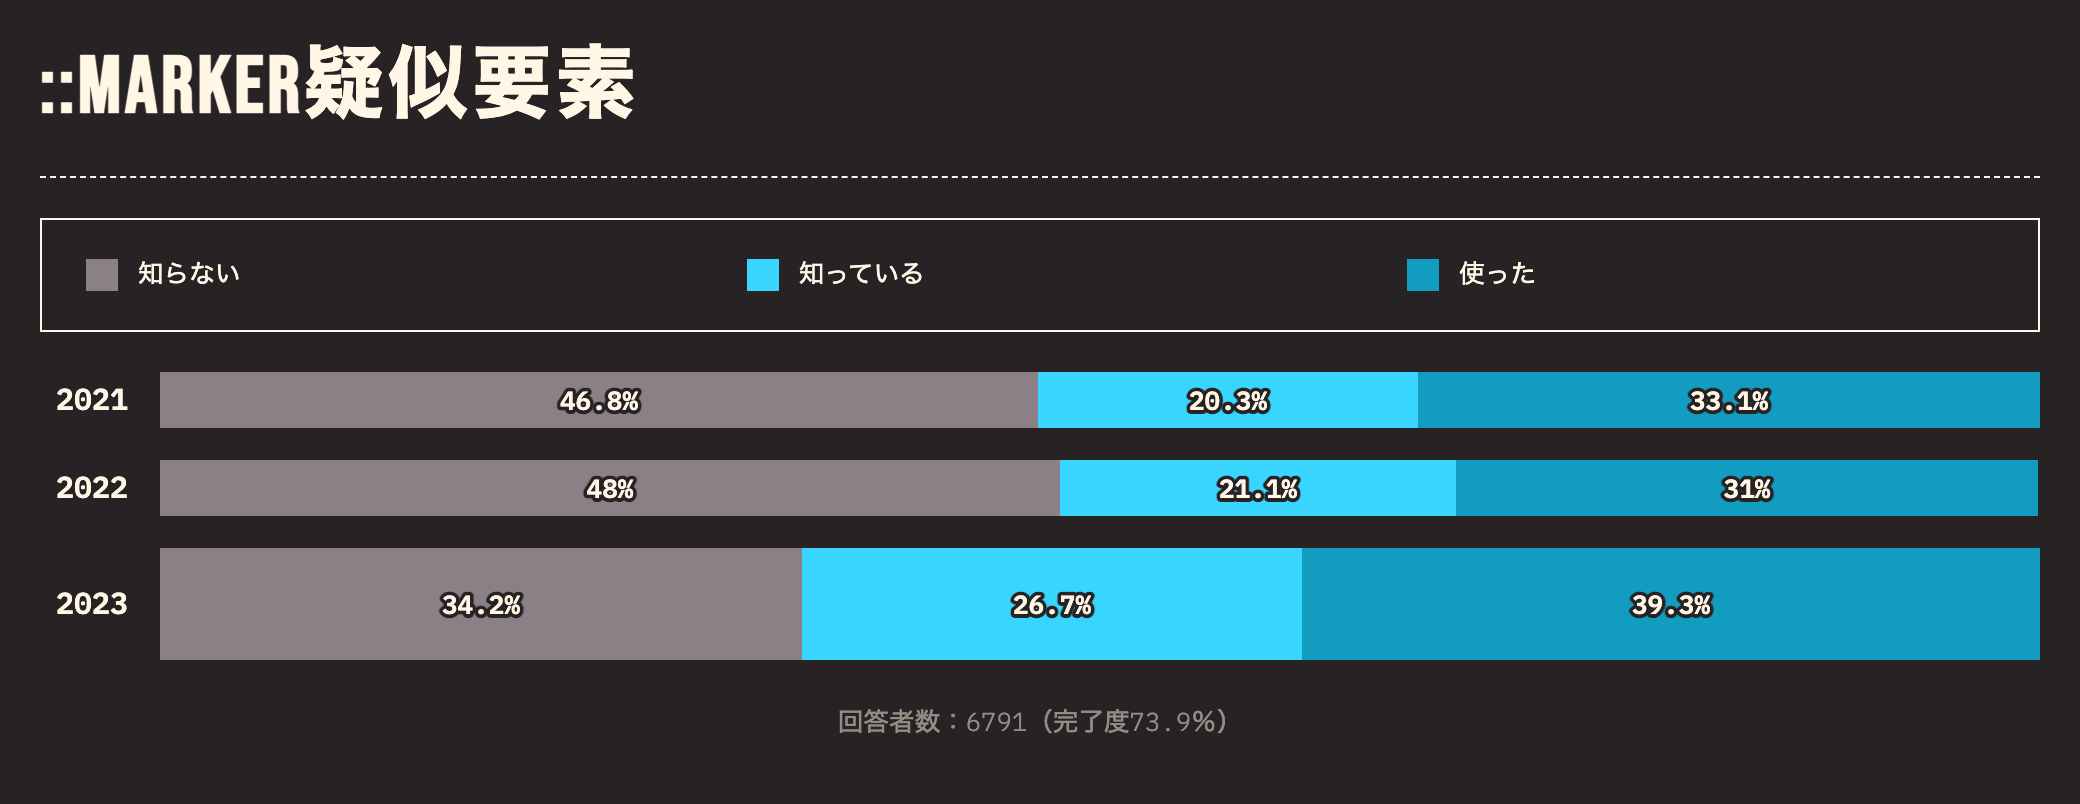 ::MARKER疑似要素
知らない 知っている 使った
2021 46.8% 20.3% 33.1%
2022 48% 21.1% 31%
2023 34.2% 26.7% 39.3%
回答者数：6791（完了度73.9%）